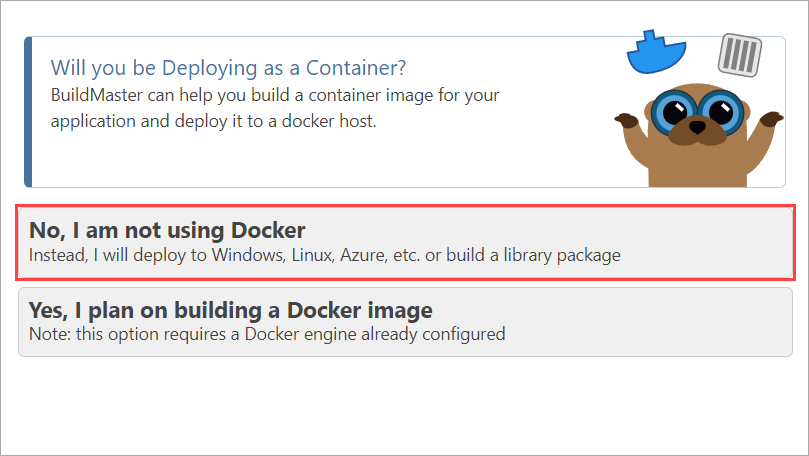 Will you be Deploying as a Container?
BuildMaster can help you build a container image for your
application and deploy it to a docker host.
No, I am not using Docker
Instead, I will deploy to Windows, Linux, Azure, etc. or build a library package
Yes, I plan on building a Docker image
Note: this option requires a Docker engine already configured